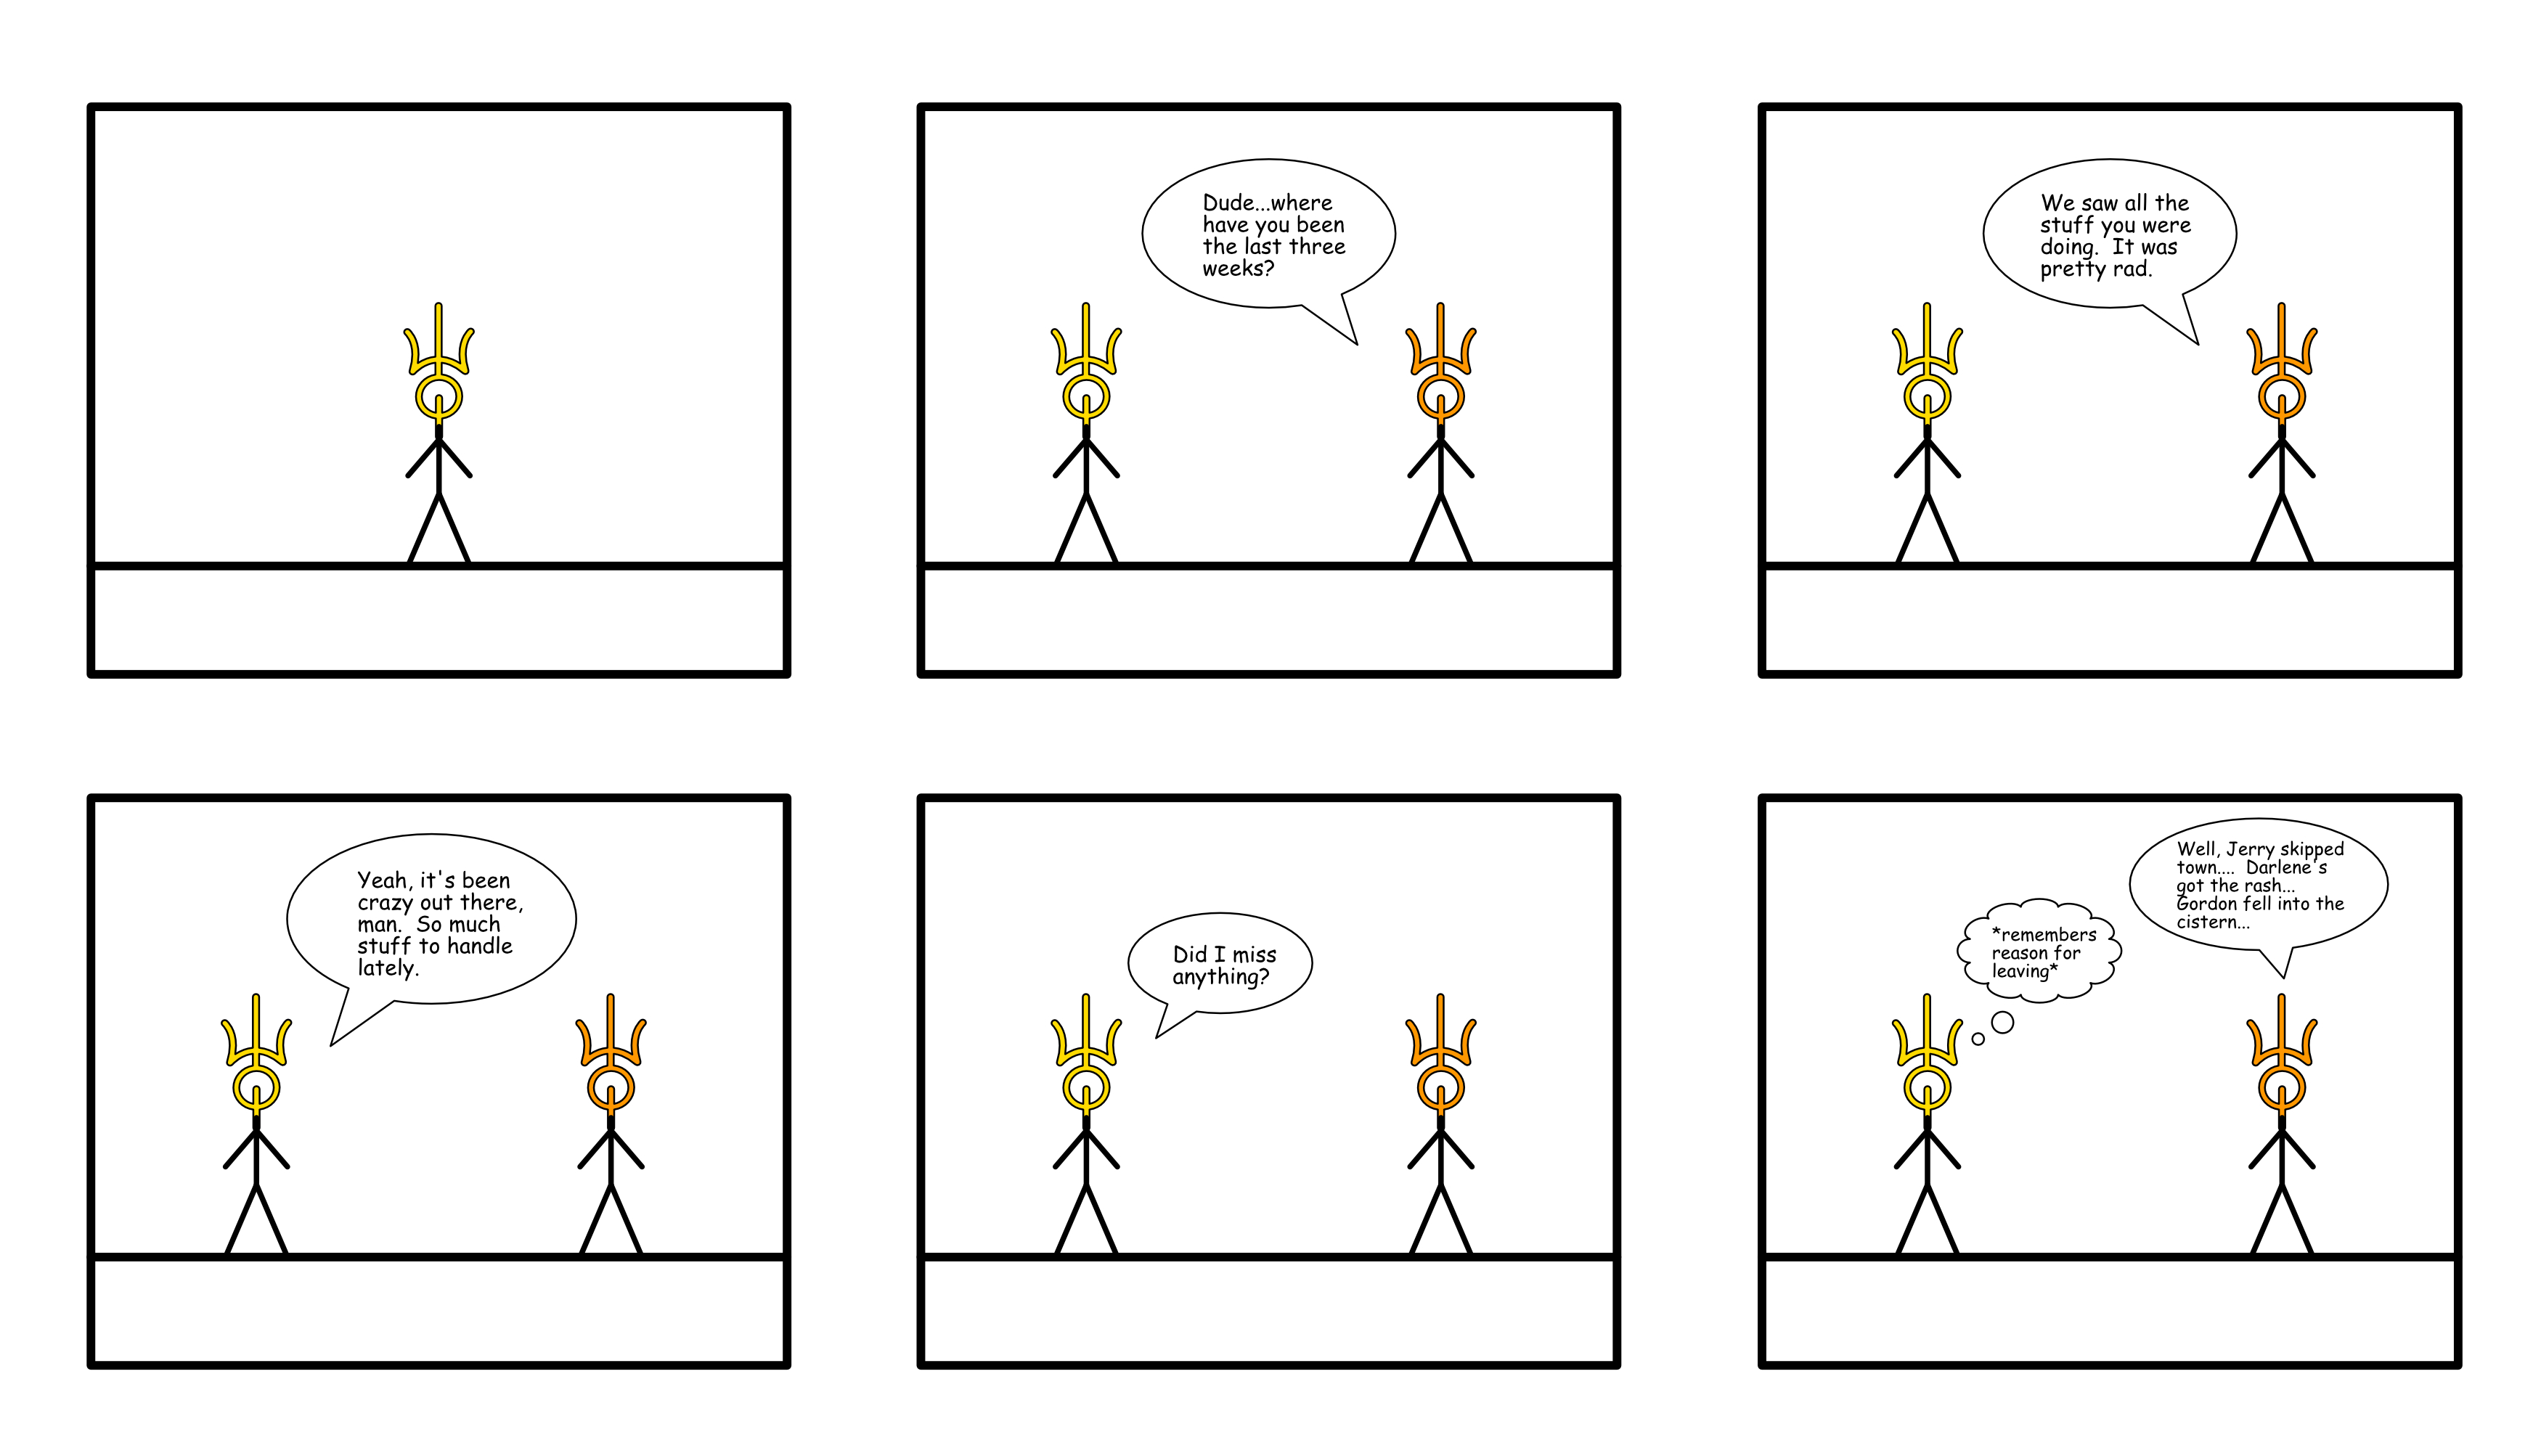 Dude...where
have you been
the last three
weeks?
We saw all the
stuff you were
doing.  It was
pretty rad.
Yeah, it's been
crazy out there,
man.  So much
stuff to handle
lately.
Did I miss
anything?
*remembers
reason for
leaving*
Well, Jerry skipped
town....  Darlene's
got the rash...
Gordon fell into the
cistern...